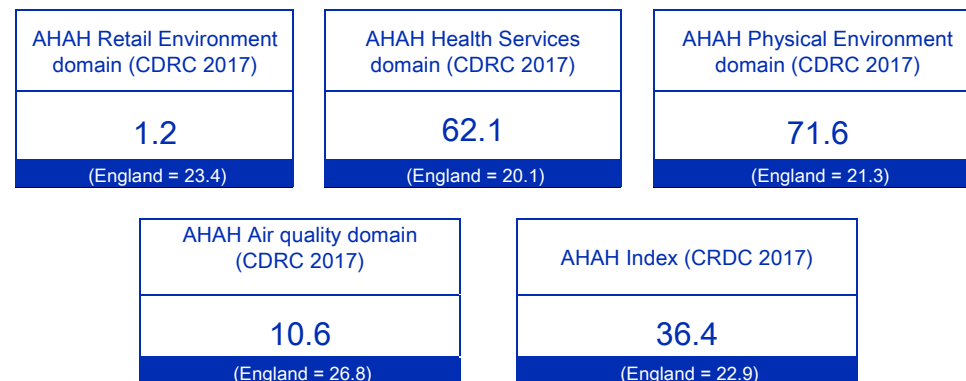 AHAH Retail Environment
domain (CDRC 2017)
1.2
(England = 23.4)
AHAH Health Services
domain (CDRC 2017)
62.1
(England = 20.1)
AHAH Physical Environment
domain (CDRC 2017)
71.6
(England = 21.3)
AHAH Air quality domain
(CDRC 2017)
10.6
(England = 26.8)
AHAH Index (CRDC 2017)
36.4
(England = 22.9)